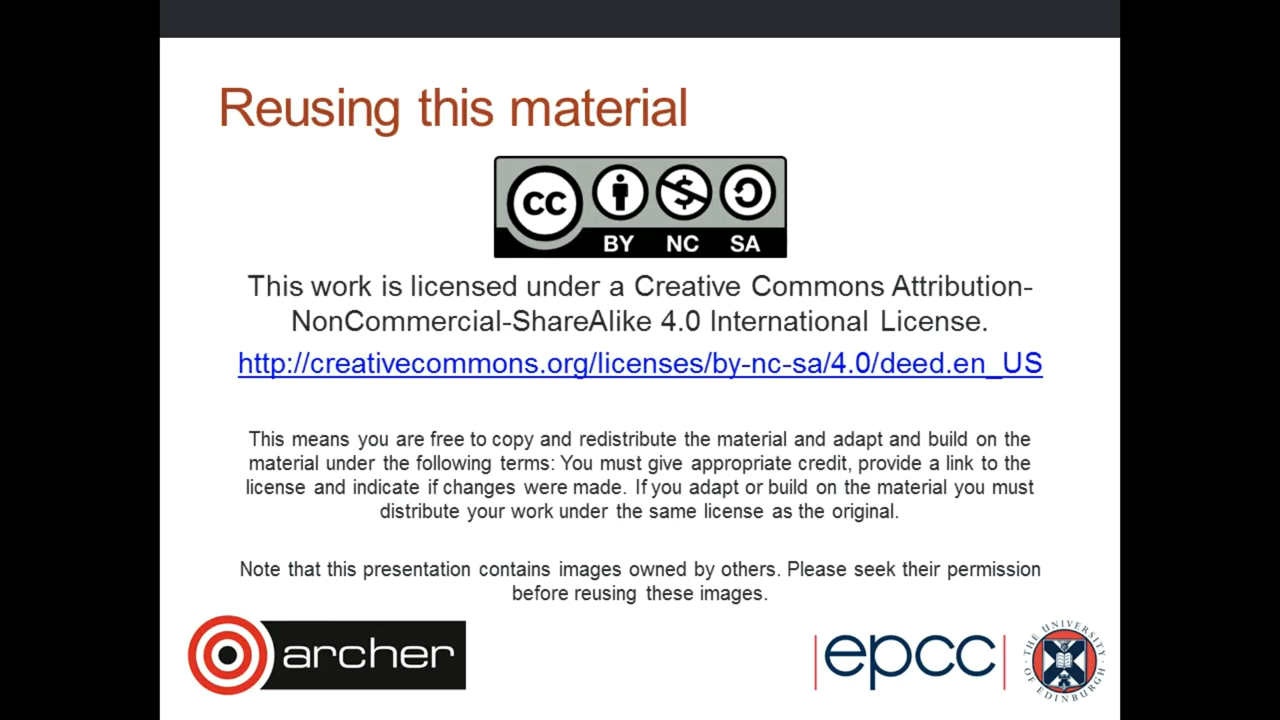 Reusing this material
CC
BY NC SA
This work is licensed under a Creative Commons Attribution-
NonCommercial-ShareAlike 4.0 International License.
http://creativecommons.org/licenses/by-nc-sa/4.0/deed.en_US
This means you are free to copy and redistribute the material and adapt and build on the
material under the following terms: You must give appropriate credit, provide a link to the
license and indicate if changes were made. If you adapt or build on the material you must
distribute your work under the same license as the original.
Note that this presentation contains images owned by others. Please seek their permission
before reusing these images.
archer
epcc
THE UNIVERSITY OF EDINBURGH